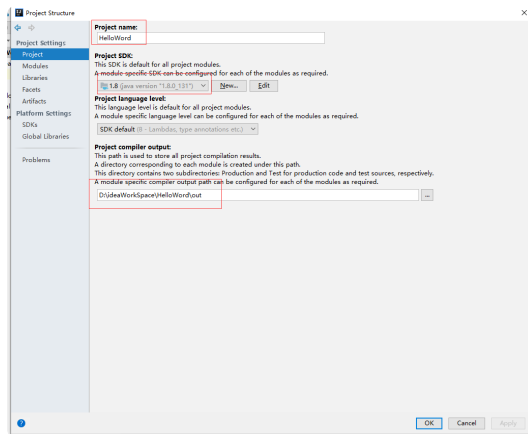 Project Structure
Project Settings
Project
Modules
Libraries
Facets
Artifacts
Platform Settings
SDKs
Global Libraries
Problems
Project name:
HelloWord
Project SDK:
This SDK is default for all project modules.
A module specific SDK can be configured for each of the modules as required.
1.8 (java version "1.8.0_131")
New...
Edit
Project language level:
This language level is default for all project modules.
A module specific language level can be configured for each of the modules as required.
SDK default (8 - Lambdas, type annotations etc.)
Project compiler output:
This path is used to store all project compilation results.
A directory corresponding to each module is created under this path.
This directory contains two subdirectories: Production and Test for production code and test sources, respectively.
A module specific compiler output path can be configured for each of the modules as required.
D:\ideaWorkSpace\HelloWord\out
...
?
OK
Cancel
Apply